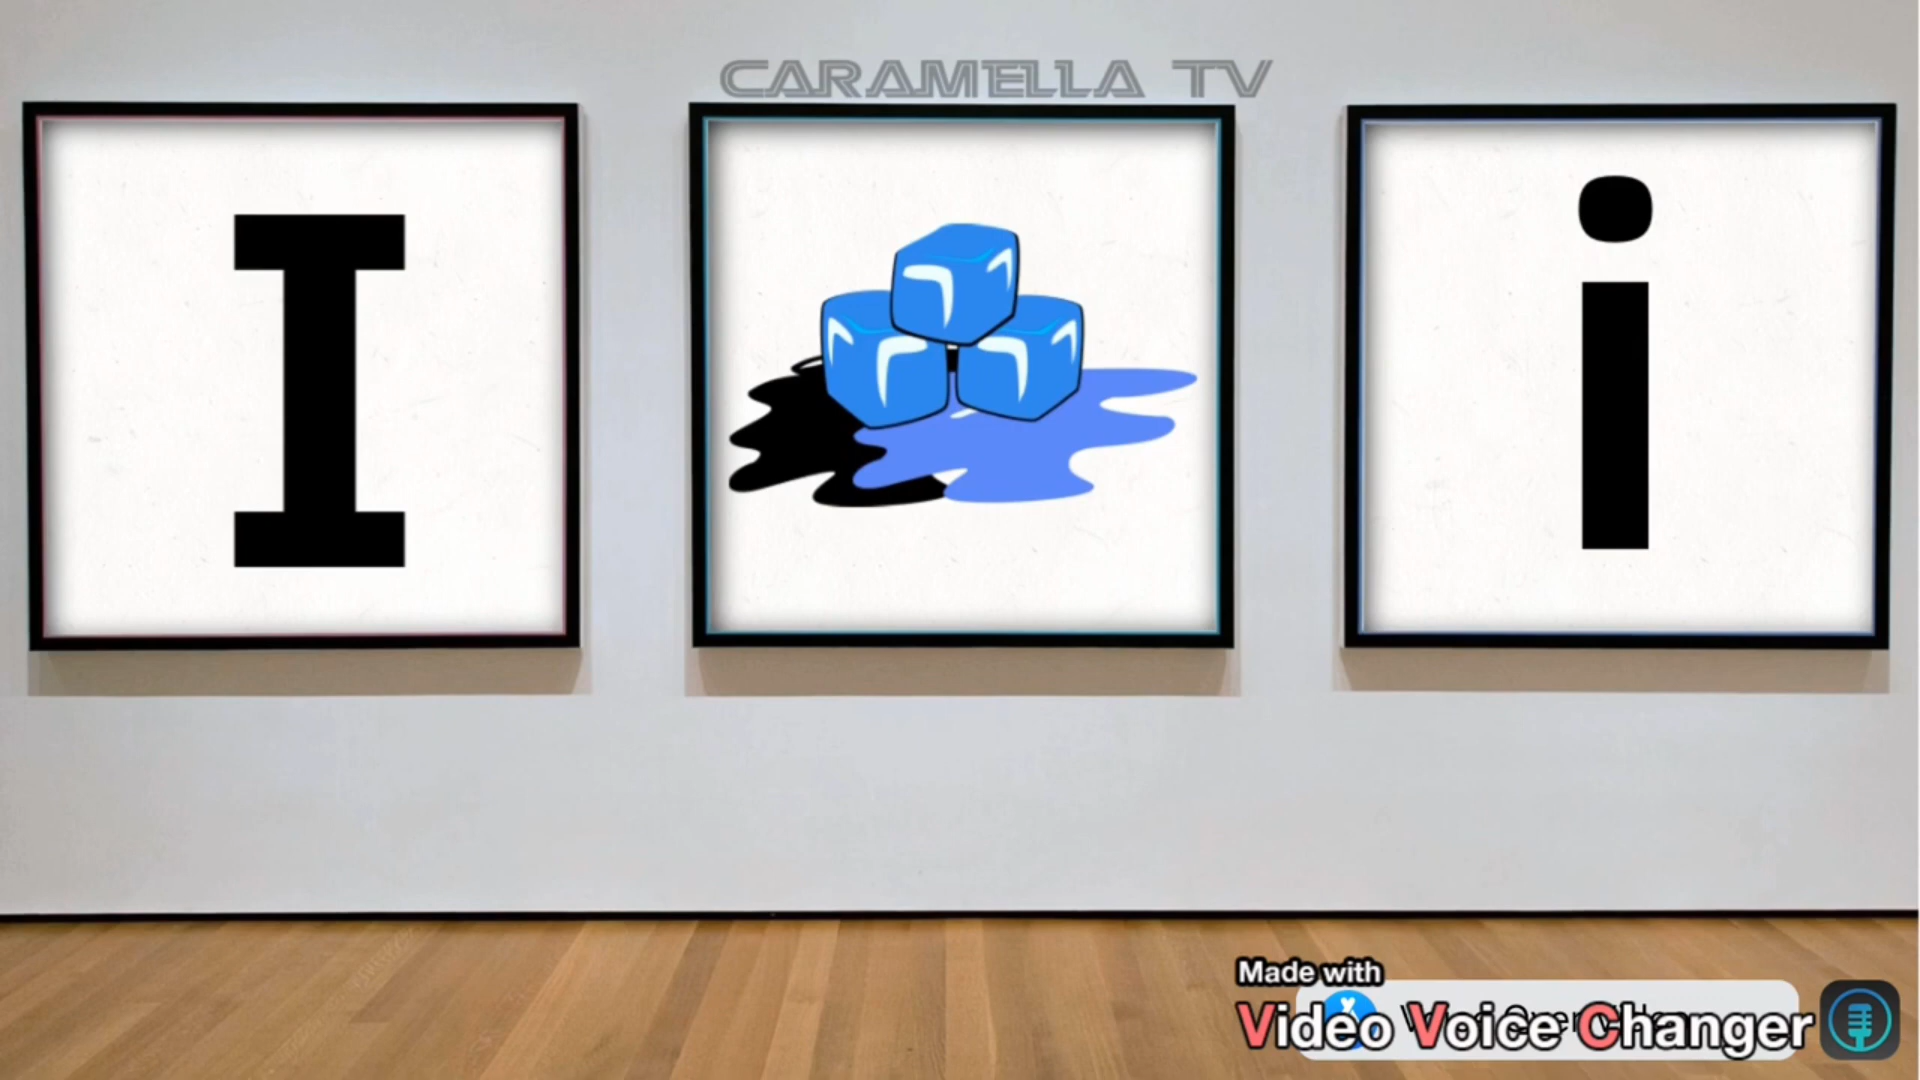 CARAMELLA TV
I
i
Made with
Video Voice Changer